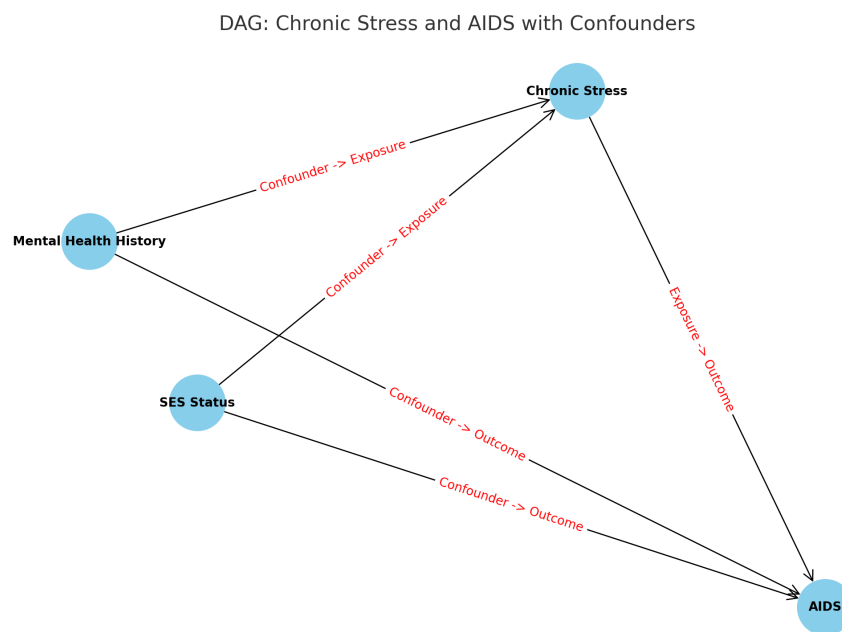 DAG: Chronic Stress and AIDS with Confounders
Chronic Stress
Confounder -> Exposure
Confounder -> Exposure
Mental Health History
Exposure -> Outcome
SES Status
Confounder -> Outcome
Confounder -> Outcome
AIDS